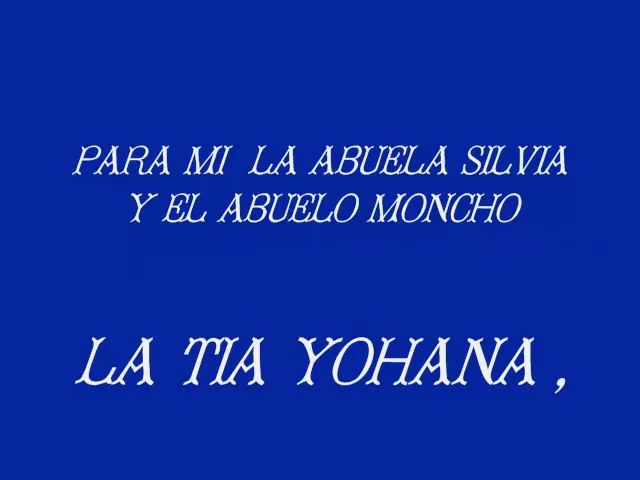 PARA MI LA ABUELA SILVIA
Y EL ABUELO MONCHO
LA TIA YOHANA ,